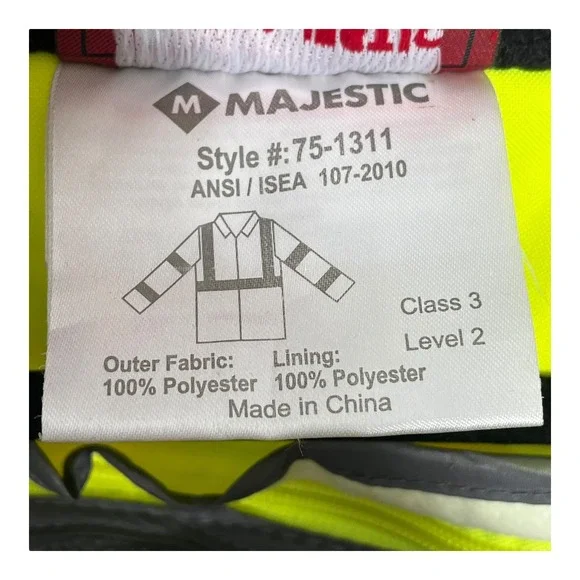 M MAJESTIC
Style #: 75-1311
ANSI / ISEA 107-2010
Class 3
Level 2
Outer Fabric: Lining:
100% Polyester 100% Polyester
Made in China